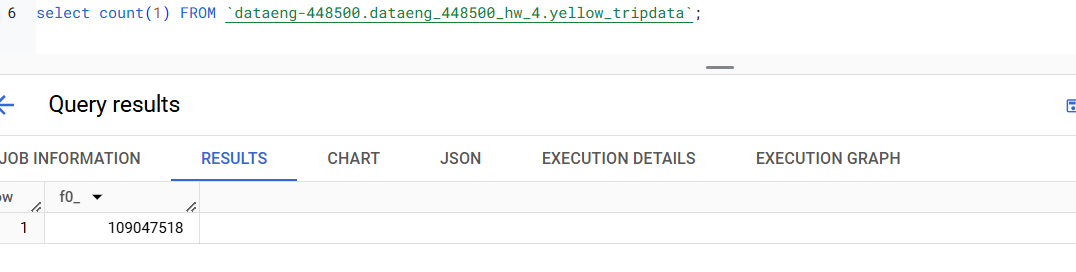 6 select count(1) FROM `dataeng-448500.dataeng_448500_hw_4.yellow_tripdata`;
Query results
JOB INFORMATION RESULTS CHART JSON EXECUTION DETAILS EXECUTION GRAPH
ow f0_
1 109047518